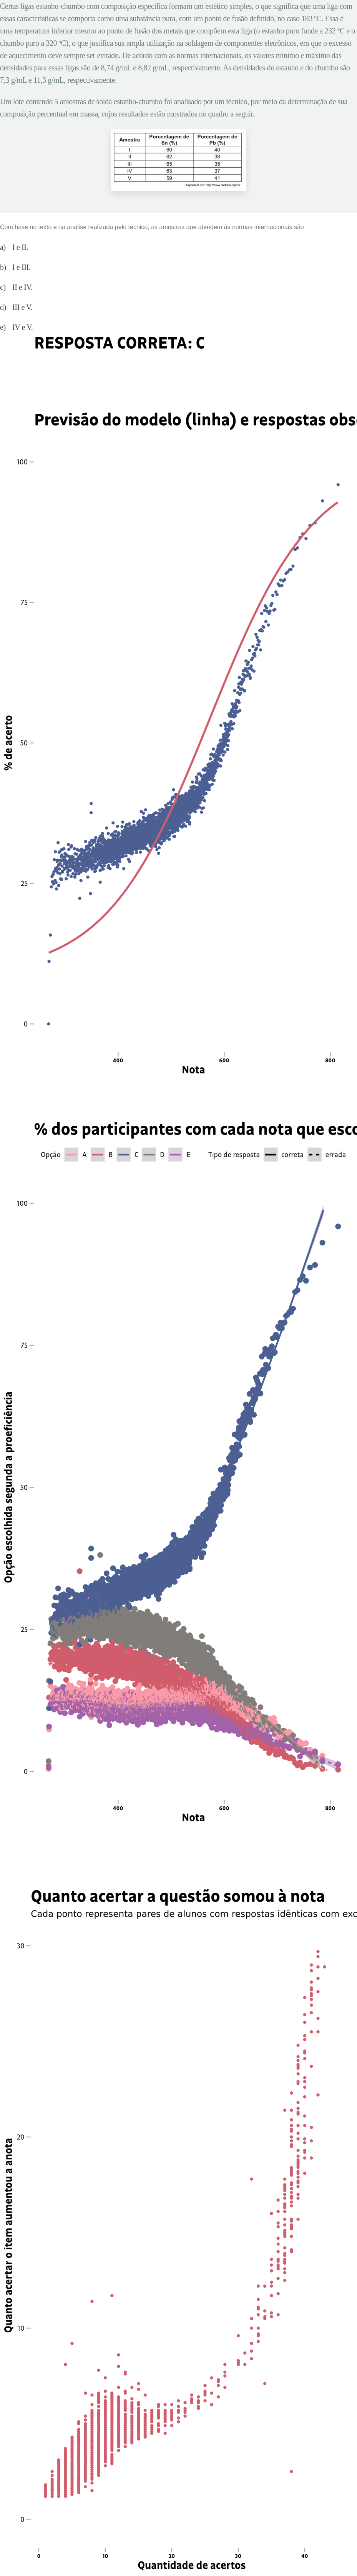 Certas ligas estanho-chumbo com composição específica formam um eutético simples, o que significa que uma liga com
essas características se comporta como uma substância pura, com um ponto de fusão definido, no caso 183 ºC. Essa é
uma temperatura inferior mesmo ao ponto de fusão dos metais que compõem esta liga (o estanho puro funde a 232 ºC e o
chumbo puro a 320 ºC), o que justifica sua ampla utilização na soldagem de componentes eletrônicos, em que o excesso
de aquecimento deve sempre ser evitado. De acordo com as normas internacionais, os valores mínimo e máximo das
densidades para essas ligas são de 8,74 g/mL e 8,82 g/mL, respectivamente. As densidades do estanho e do chumbo são
7,3 g/mL e 11,3 g/mL, respectivamente.
Um lote contendo 5 amostras de solda estanho-chumbo foi analisado por um técnico, por meio da determinação de sua
composição percentual em massa, cujos resultados estão mostrados no quadro a seguir.
Amostra Porcentagem de Sn (%) Porcentagem de Pb (%)
I 60 40
II 62 38
III 65 35
IV 63 37
V 59 41
Com base no texto e na análise realizada pelo técnico, as amostras que atendem às normas internacionais são
a) I e II.
b) I e III.
c) II e IV.
d) III e V.
e) IV e V.
RESPOSTA CORRETA: C
Previsão do modelo (linha) e respostas obs
100
75
50
25
0
% de acerto
400 600 800
Nota
% dos participantes com cada nota que esco
Opção A B C D E Tipo de resposta correta errada
100
75
50
25
0
Opção escolhida segunda a proeficiência
400 600 800
Nota
Quanto acertar a questão somou à nota
Cada ponto representa pares de alunos com respostas idênticas com exc
30
20
10
0
Quanto acertar o item aumentou a anota
0 10 20 30 40
Quantidade de acertos